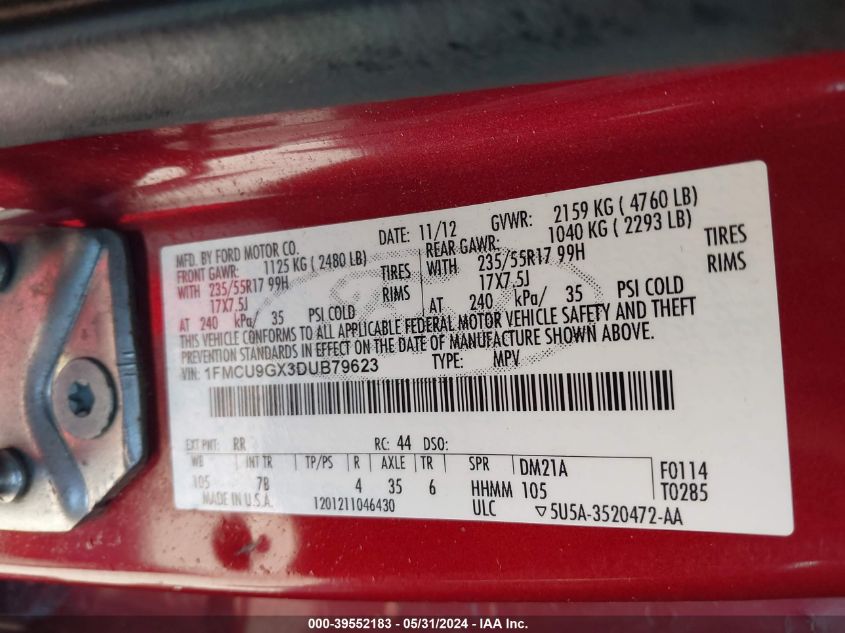 MFD. BY FORD MOTOR CO.
DATE: 11/12 GVWR: 2159 KG ( 4760 LB)
FRONT GAWR: 1125 KG ( 2480 LB)
REAR GAWR: 1040 KG ( 2293 LB)
WITH 235/55R17 99H TIRES
WITH 235/55R17 99H TIRES
17X7.5J RIMS
17X7.5J RIMS
AT 240 kPa/ 35 PSI COLD
AT 240 kPa/ 35 PSI COLD
THIS VEHICLE CONFORMS TO ALL APPLICABLE FEDERAL MOTOR VEHICLE SAFETY AND THEFT
PREVENTION STANDARDS IN EFFECT ON THE DATE OF MANUFACTURE SHOWN ABOVE.
VIN: 1FMCU9GX3DUB79623 TYPE: MPV
EXT PNT: RR RC: 44 DSO:
WB INT TR TP/PS R AXLE TR SPR DM21A F0114
105 7B 4 35 6 HHMM 105 T0285
MADE IN U.S.A. 1201211046430 ULC ▽5U5A-3520472-AA
000-39552183 - 05/31/2024 - IAA Inc.